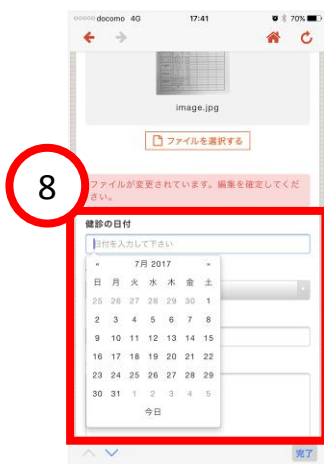 docomo 4G 17:41 70%
image.jpg
ファイルを選択する
8
ファイルが変更されています。編集を確定してくだ
さい。
健診の日付
日付を入力して下さい
« 7月 2017 »
日 月 火 水 木 金 土
25 26 27 28 29 30 1
2 3 4 5 6 7 8
9 10 11 12 13 14 15
16 17 18 19 20 21 22
23 24 25 26 27 28 29
30 31 1 2 3 4 5
今日
完了